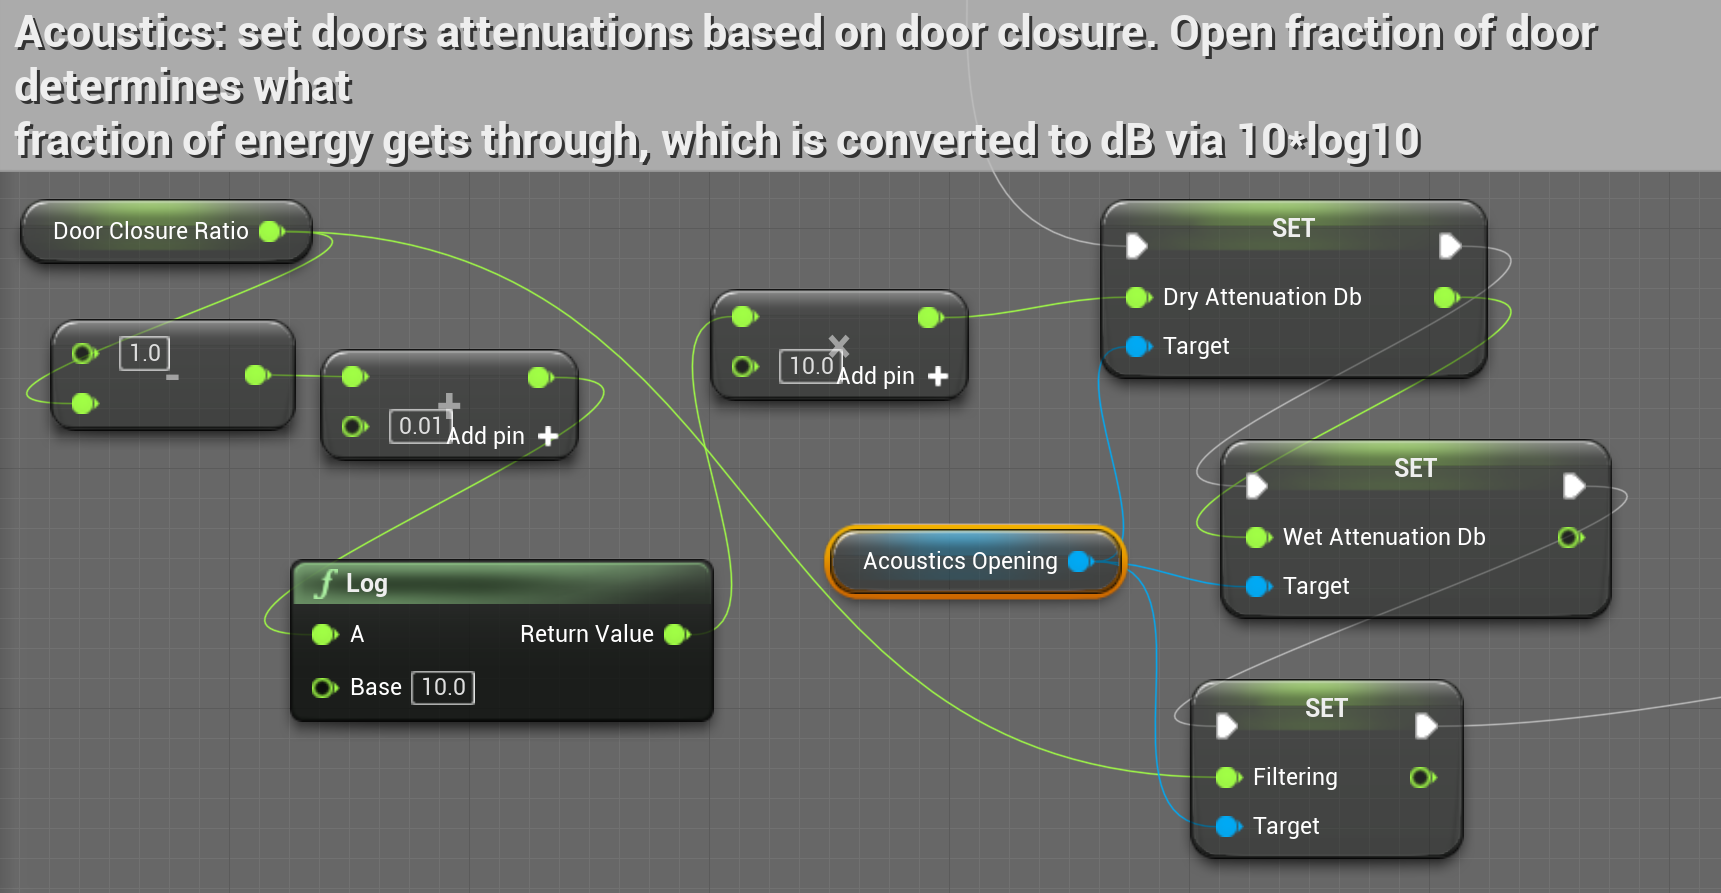 Acoustics: set doors attenuations based on door closure. Open fraction of door
determines what
fraction of energy gets through, which is converted to dB via 10*log10
Door Closure Ratio
1.0
-
+
0.01
Add pin +
×
10.0
Add pin +
f Log
A
Return Value
Base 10.0
Acoustics Opening
SET
Dry Attenuation Db
Target
SET
Wet Attenuation Db
Target
SET
Filtering
Target